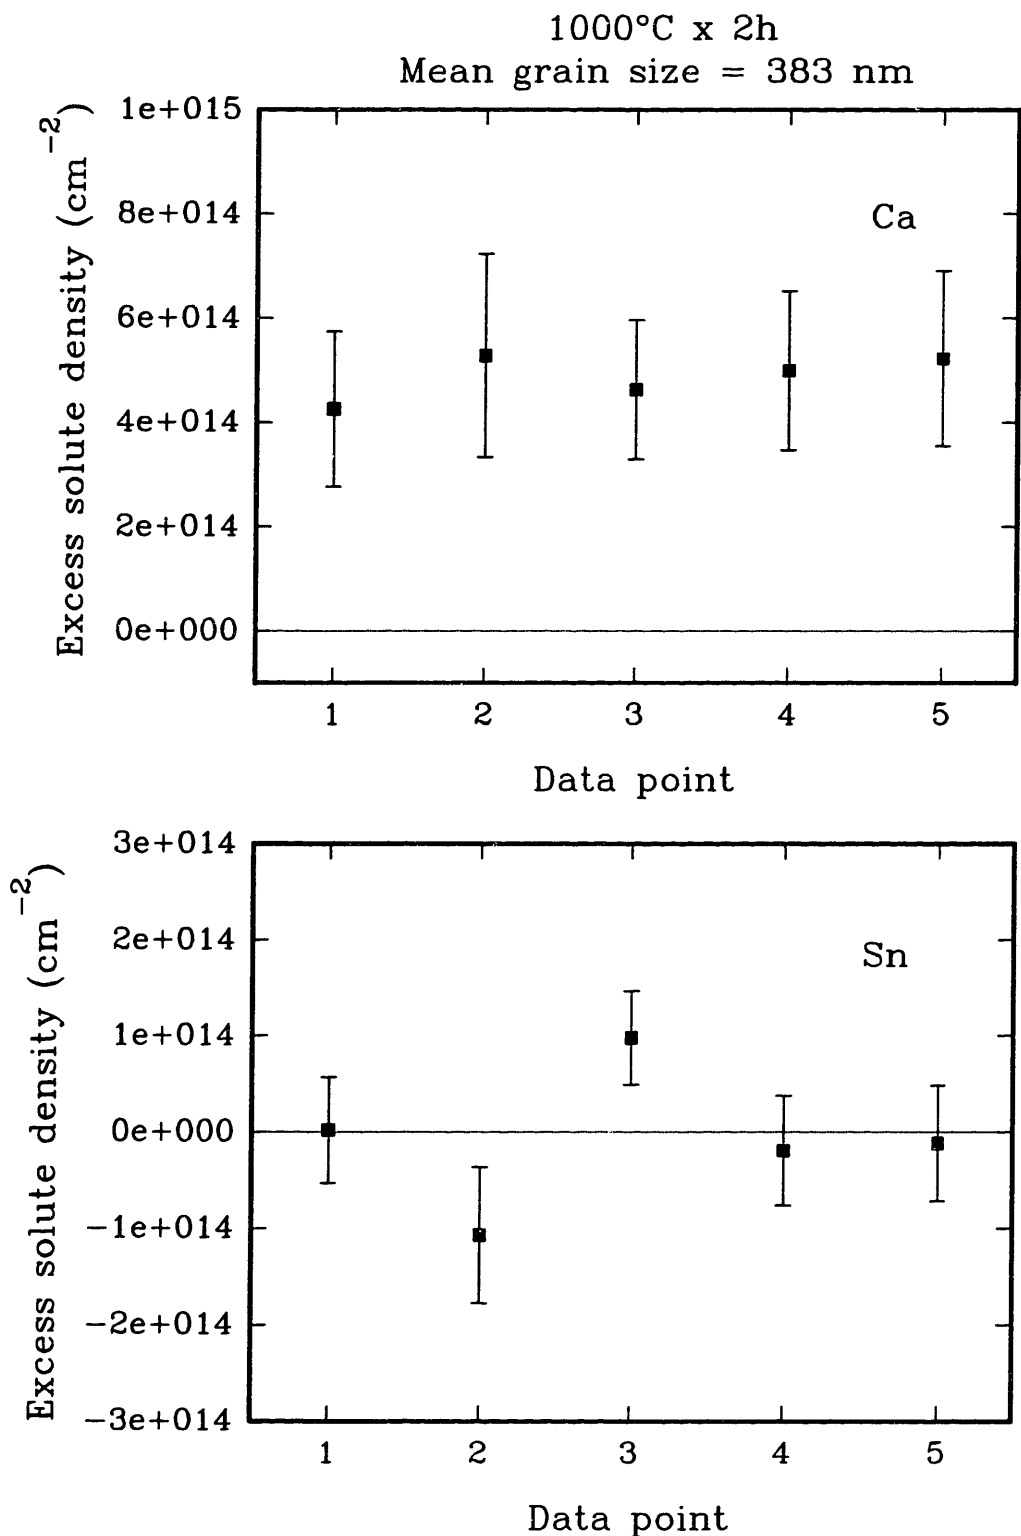 1000°C x 2h
Mean grain size = 383 nm
Excess solute density (cm⁻²)
1e+015
8e+014
6e+014
4e+014
2e+014
0e+000
Ca
1 2 3 4 5
Data point
Excess solute density (cm⁻²)
3e+014
2e+014
1e+014
0e+000
−1e+014
−2e+014
−3e+014
Sn
1 2 3 4 5
Data point